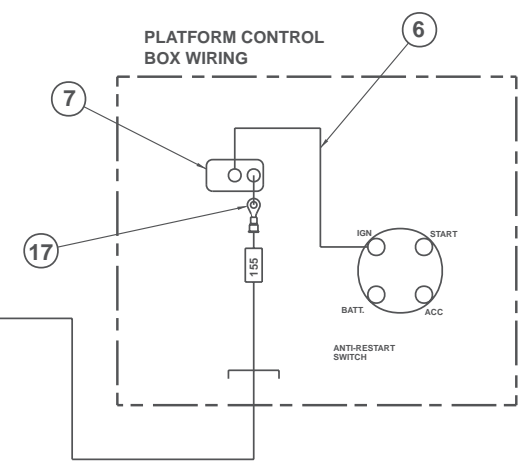 PLATFORM CONTROL
BOX WIRING
6
7
17
155
IGN
START
BATT.
ACC
ANTI-RESTART
SWITCH